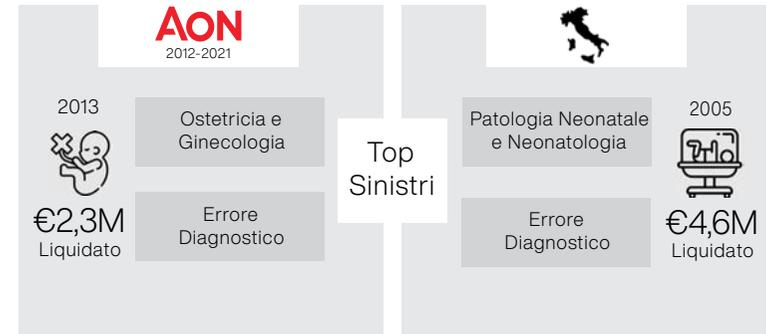 AON
2012-2021
2013
Ostetricia e
Ginecologia
€2,3M
Liquidato
Errore
Diagnostico
Top
Sinistri
Patologia Neonatale
e Neonatologia
2005
Errore
Diagnostico
€4,6M
Liquidato